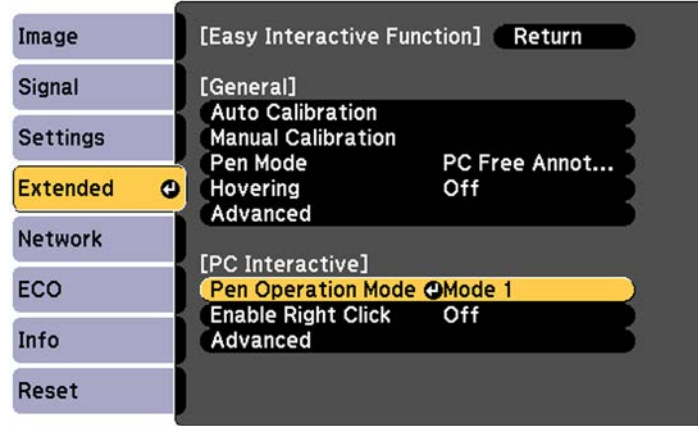 Image
Signal
Settings
Extended
Network
ECO
Info
Reset
[Easy Interactive Function] Return
[General]
Auto Calibration
Manual Calibration
Pen Mode PC Free Annot...
Hovering Off
Advanced
[PC Interactive]
Pen Operation Mode Mode 1
Enable Right Click Off
Advanced